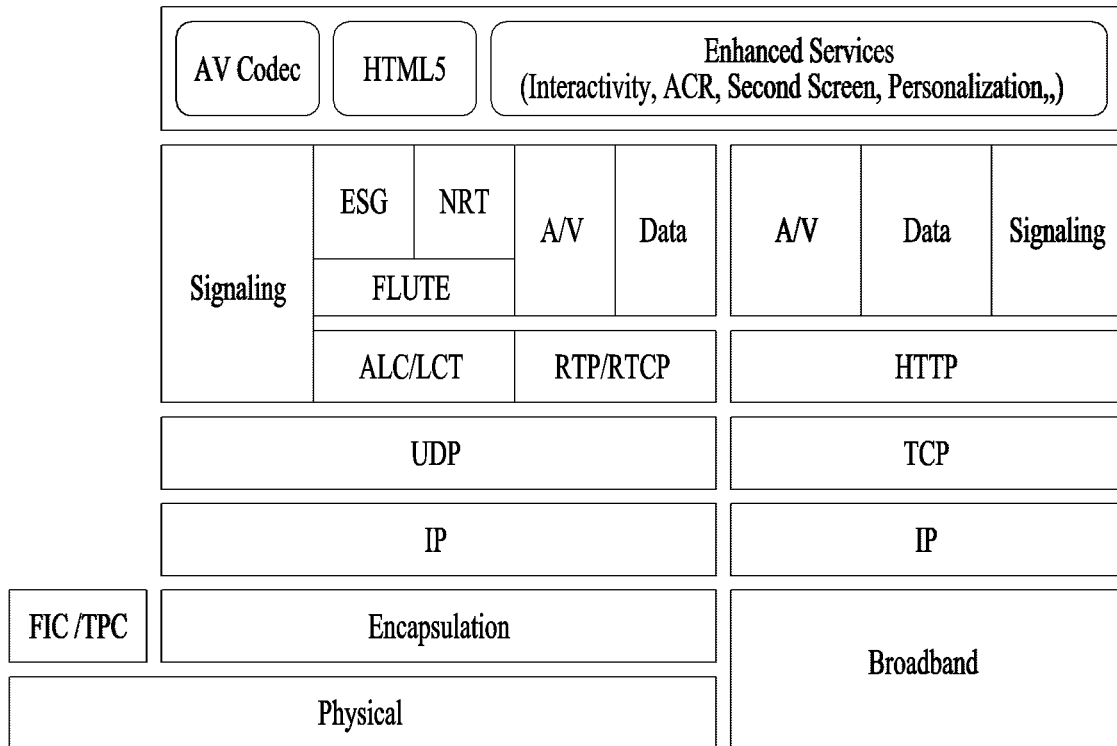 AV Codec
HTML5
Enhanced Services
(Interactivity, ACR, Second Screen, Personalization,,)
Signaling
ESG
NRT
FLUTE
A/V
Data
ALC/LCT
RTP/RTCP
A/V
Data
Signaling
HTTP
UDP
TCP
IP
IP
FIC /TPC
Encapsulation
Broadband
Physical